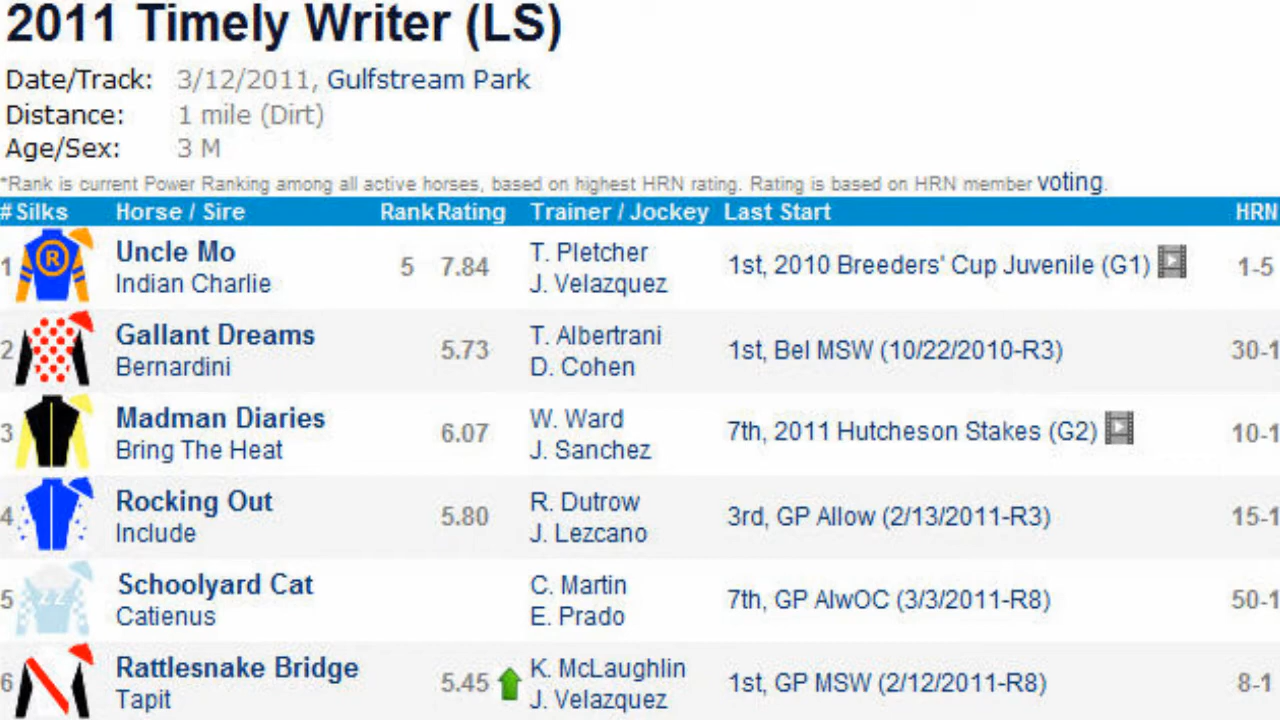 2011 Timely Writer (LS)
Date/Track: 3/12/2011, Gulfstream Park
Distance: 1 mile (Dirt)
Age/Sex: 3 M
*Rank is current Power Ranking among all active horses, based on highest HRN rating. Rating is based on HRN member voting.
# Silks Horse / Sire Rank Rating Trainer / Jockey Last Start HRN
1 R Uncle Mo 5 7.84 T. Pletcher 1st, 2010 Breeders' Cup Juvenile (G1) 1-5
Indian Charlie J. Velazquez
2 Gallant Dreams 5.73 T. Albertrani 1st, Bel MSW (10/22/2010-R3) 30-1
Bernardini D. Cohen
3 Madman Diaries 6.07 W. Ward 7th, 2011 Hutcheson Stakes (G2) 10-1
Bring The Heat J. Sanchez
4 Rocking Out 5.80 R. Dutrow 3rd, GP Allow (2/13/2011-R3) 15-1
Include J. Lezcano
5 ZZ Schoolyard Cat C. Martin 7th, GP AlwOC (3/3/2011-R8) 50-1
Catienus E. Prado
6 Rattlesnake Bridge 5.45 K. McLaughlin 1st, GP MSW (2/12/2011-R8) 8-1
Tapit J. Velazquez